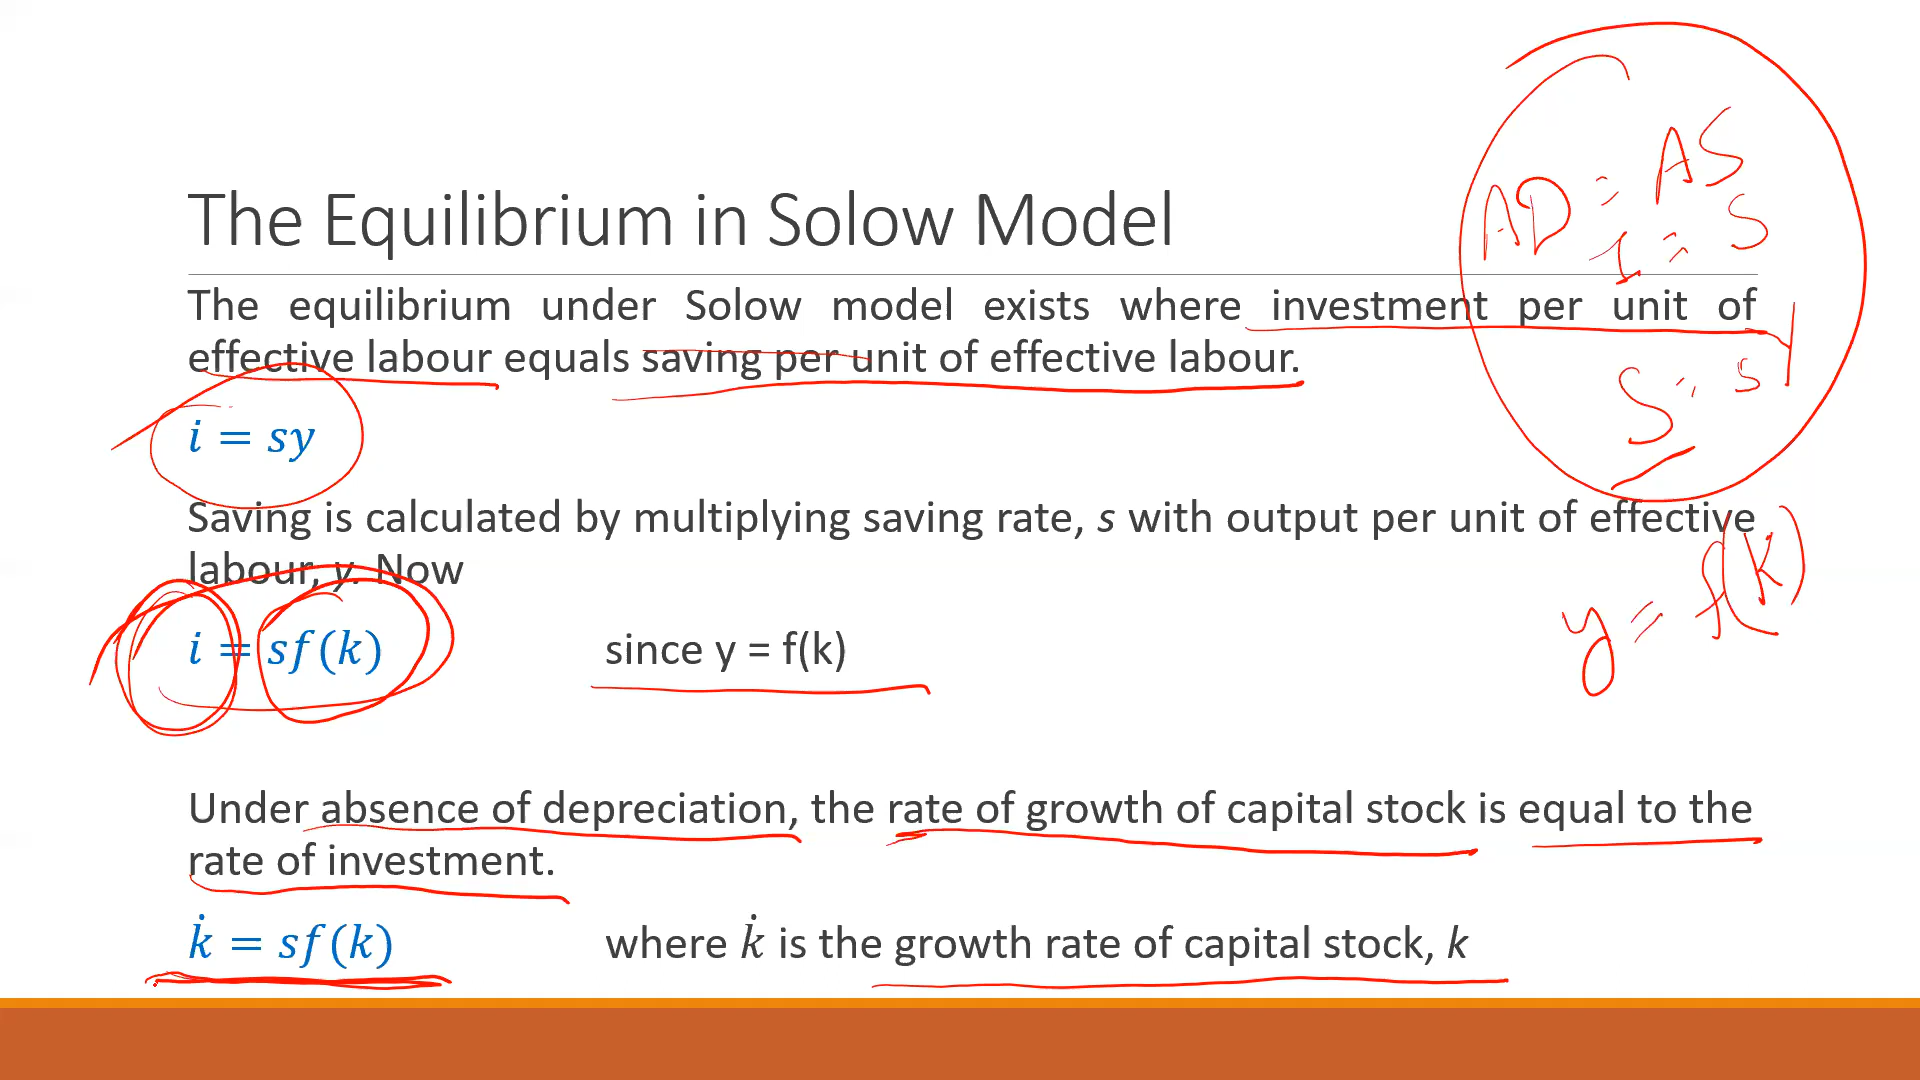 AD = AS
I = S
The Equilibrium in Solow Model
The equilibrium under Solow model exists where investment per unit of
effective labour equals saving per unit of effective labour.
S = sy
i = sy
Saving is calculated by multiplying saving rate, s with output per unit of effective
labour, y. Now
y = f(k)
i = sf(k) since y = f(k)
Under absence of depreciation, the rate of growth of capital stock is equal to the
rate of investment.
k̇ = sf(k) where k̇ is the growth rate of capital stock, k